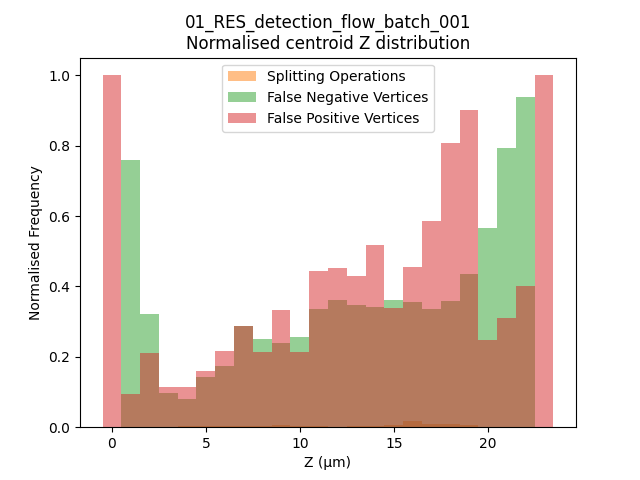 01_RES_detection_flow_batch_001
Normalised centroid Z distribution
Splitting Operations
False Negative Vertices
False Positive Vertices
Normalised Frequency
1.0
0.8
0.6
0.4
0.2
0.0
0 5 10 15 20
Z (μm)